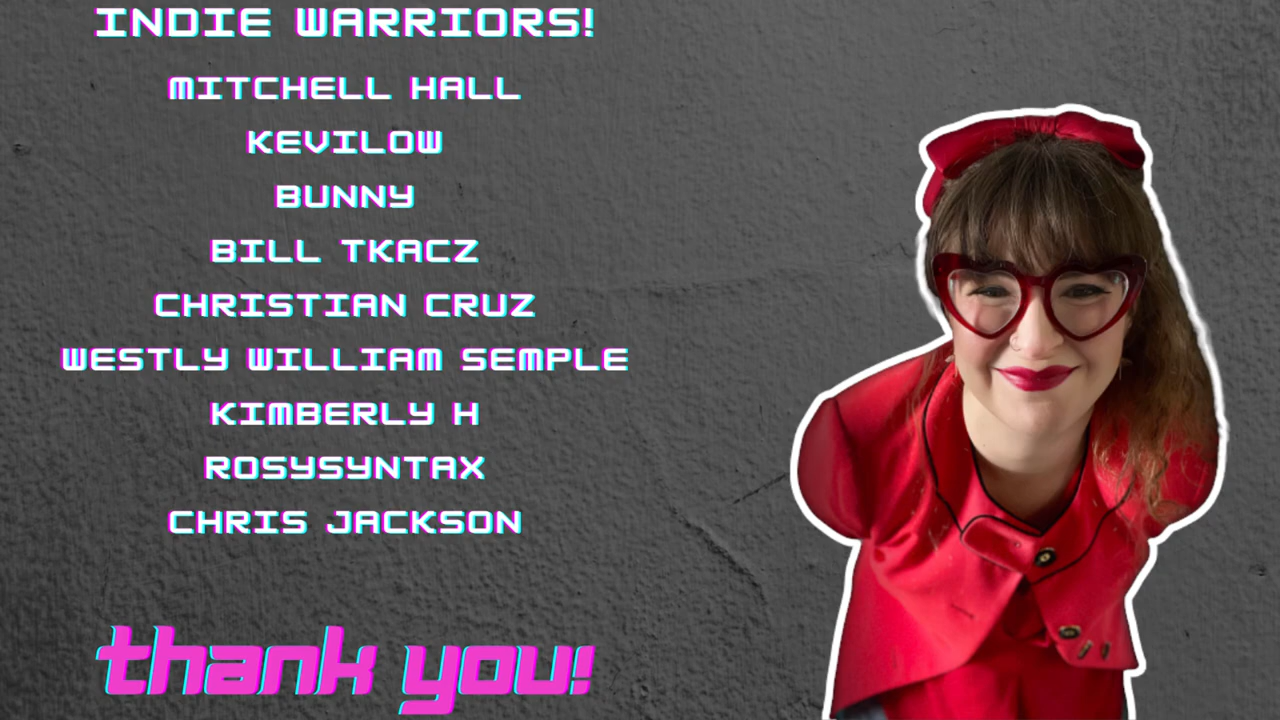 INDIE WARRIORS!
MITCHELL HALL
KEVILOW
BUNNY
BILL TKACZ
CHRISTIAN CRUZ
WESTLY WILLIAM SEMPLE
KIMBERLY H
ROSYSYNTAX
CHRIS JACKSON
thank you!